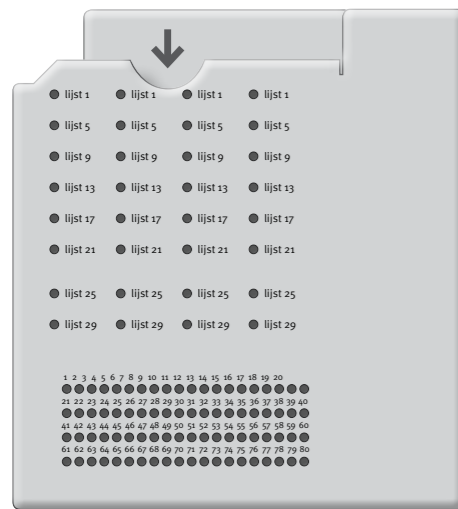 lijst 1 lijst 1 lijst 1 lijst 1
lijst 5 lijst 5 lijst 5 lijst 5
lijst 9 lijst 9 lijst 9 lijst 9
lijst 13 lijst 13 lijst 13 lijst 13
lijst 17 lijst 17 lijst 17 lijst 17
lijst 21 lijst 21 lijst 21 lijst 21
lijst 25 lijst 25 lijst 25 lijst 25
lijst 29 lijst 29 lijst 29 lijst 29
1 2 3 4 5 6 7 8 9 10 11 12 13 14 15 16 17 18 19 20
21 22 23 24 25 26 27 28 29 30 31 32 33 34 35 36 37 38 39 40
41 42 43 44 45 46 47 48 49 50 51 52 53 54 55 56 57 58 59 60
61 62 63 64 65 66 67 68 69 70 71 72 73 74 75 76 77 78 79 80